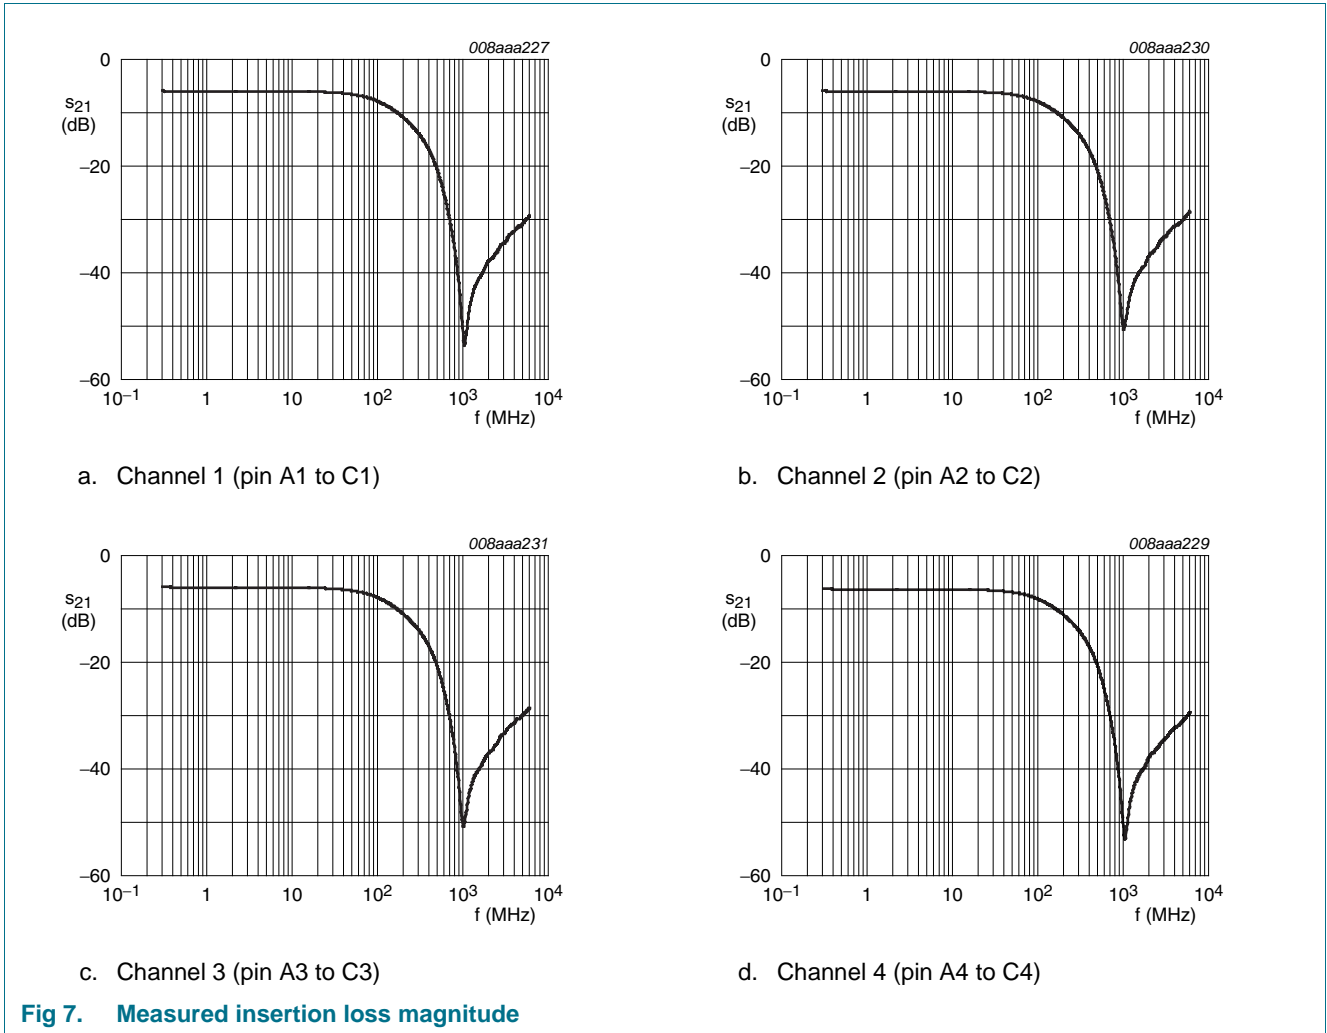 008aaa227
0
s21
(dB)
−20
−40
−60
10−1 1 10 10² 10³ 10⁴
f (MHz)
a. Channel 1 (pin A1 to C1)
008aaa230
0
s21
(dB)
−20
−40
−60
10−1 1 10 10² 10³ 10⁴
f (MHz)
b. Channel 2 (pin A2 to C2)
008aaa231
0
s21
(dB)
−20
−40
−60
10−1 1 10 10² 10³ 10⁴
f (MHz)
c. Channel 3 (pin A3 to C3)
008aaa229
0
s21
(dB)
−20
−40
−60
10−1 1 10 10² 10³ 10⁴
f (MHz)
d. Channel 4 (pin A4 to C4)
Fig 7. Measured insertion loss magnitude